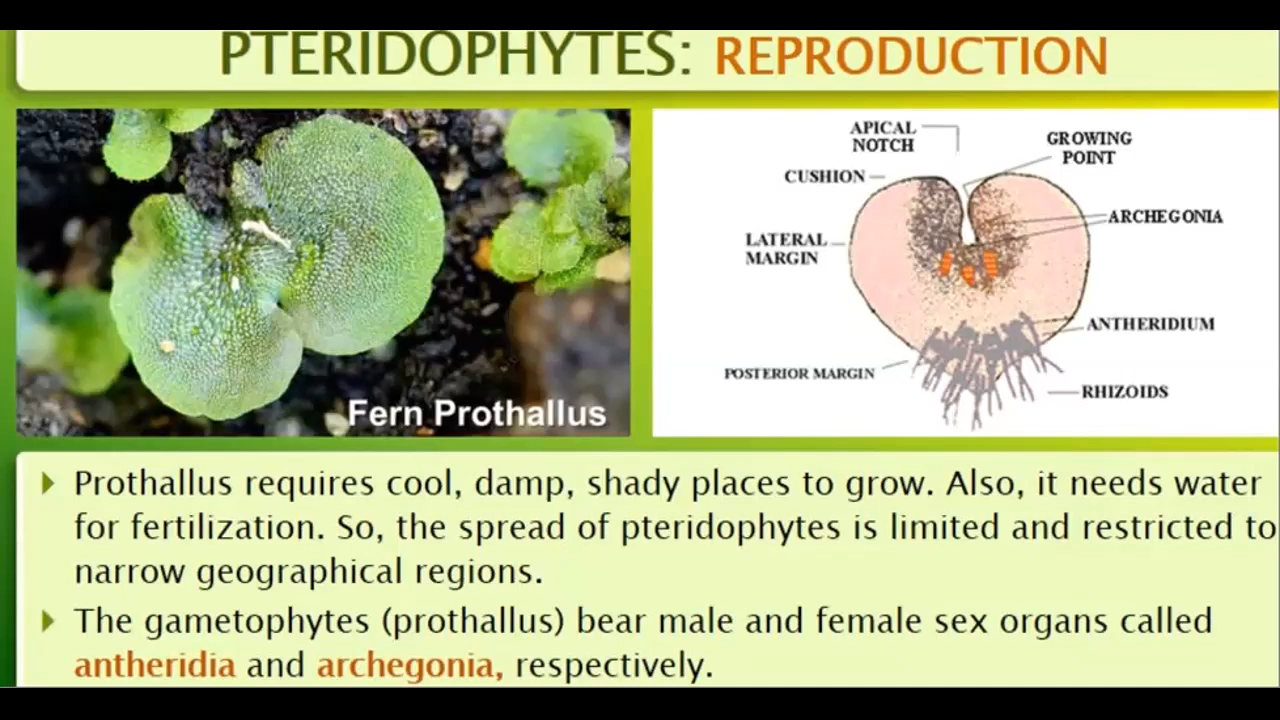 PTERIDOPHYTES: REPRODUCTION
Fern Prothallus
APICAL
NOTCH
GROWING
POINT
CUSHION
ARCHEGONIA
LATERAL
MARGIN
ANTHERIDIUM
POSTERIOR MARGIN
RHIZOIDS
Prothallus requires cool, damp, shady places to grow. Also, it needs water
for fertilization. So, the spread of pteridophytes is limited and restricted to
narrow geographical regions.
The gametophytes (prothallus) bear male and female sex organs called
antheridia and archegonia, respectively.